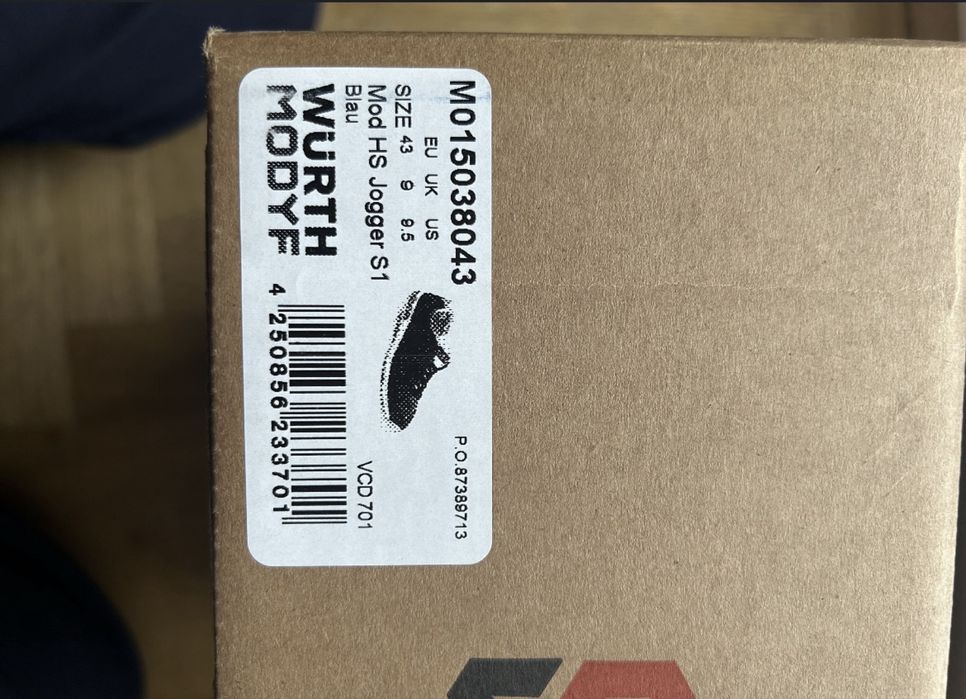 M015038043
EU UK US
SIZE 43 9 9.5
Mod HS Jogger S1
Blau
WÜRTH
MODYF
P.O.87389713
VCD 701
4 250856 233701